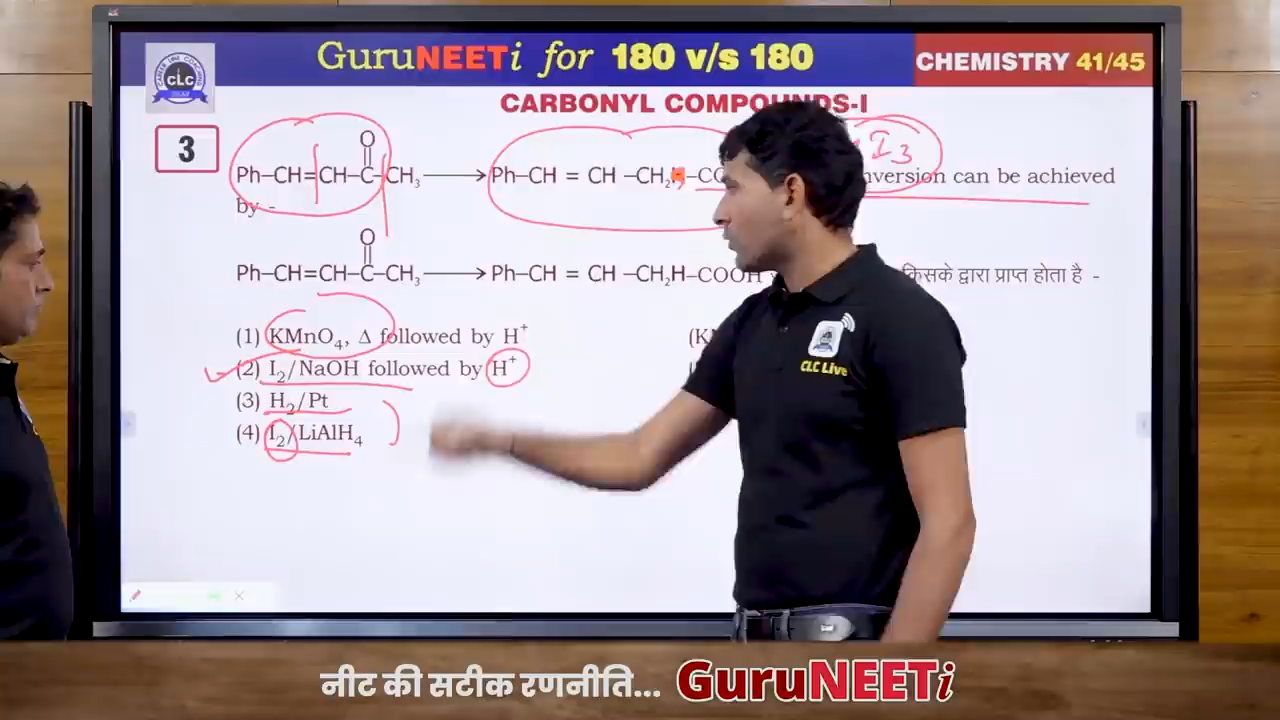 CLC
GuruNEETi for 180 v/s 180
CHEMISTRY 41/45
CARBONYL COMPOUNDS-I
3
O
Ph–CH=CH–C–CH₃ ⟶ Ph–CH = CH –CH₂ –CO
I₃
conversion can be achieved
by -
O
Ph–CH=CH–C–CH₃ ⟶ Ph–CH = CH –CH₂H–COOH किसके द्वारा प्राप्त होता है -
(1) KMnO₄, Δ followed by H⁺
(2) I₂/NaOH followed by H⁺
(3) H₂/Pt
(4) I₂/LiAlH₄
CLC Live
नीट की सटीक रणनीति... GuruNEETi